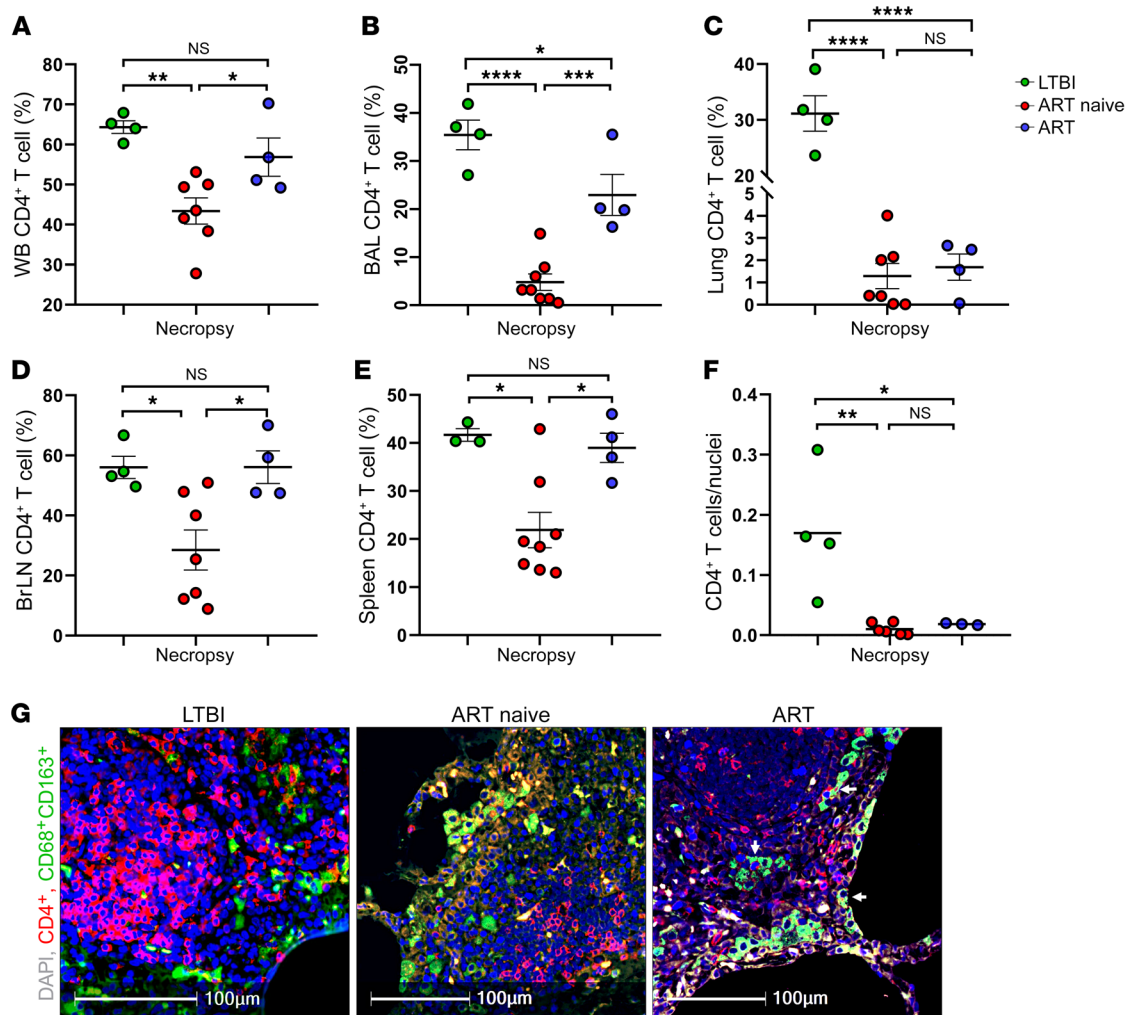 A
WB CD4⁺ T cell (%)
80
70
60
50
40
30
20
NS
**
*
Necropsy
B
BAL CD4⁺ T cell (%)
50
40
30
20
10
0
*
****
***
Necropsy
C
Lung CD4⁺ T cell (%)
40
30
20
5
4
3
2
1
0
****
****
NS
Necropsy
LTBI
ART naive
ART
D
BrLN CD4⁺ T cell (%)
80
60
40
20
0
NS
*
*
Necropsy
E
Spleen CD4⁺ T cell (%)
50
40
30
20
10
0
NS
*
*
Necropsy
F
CD4⁺ T cells/nuclei
0.4
0.3
0.2
0.1
0.0
*
**
NS
Necropsy
G
LTBI
ART naive
ART
DAPI, CD4⁺, CD68⁺CD163⁺
100μm
100μm
100μm